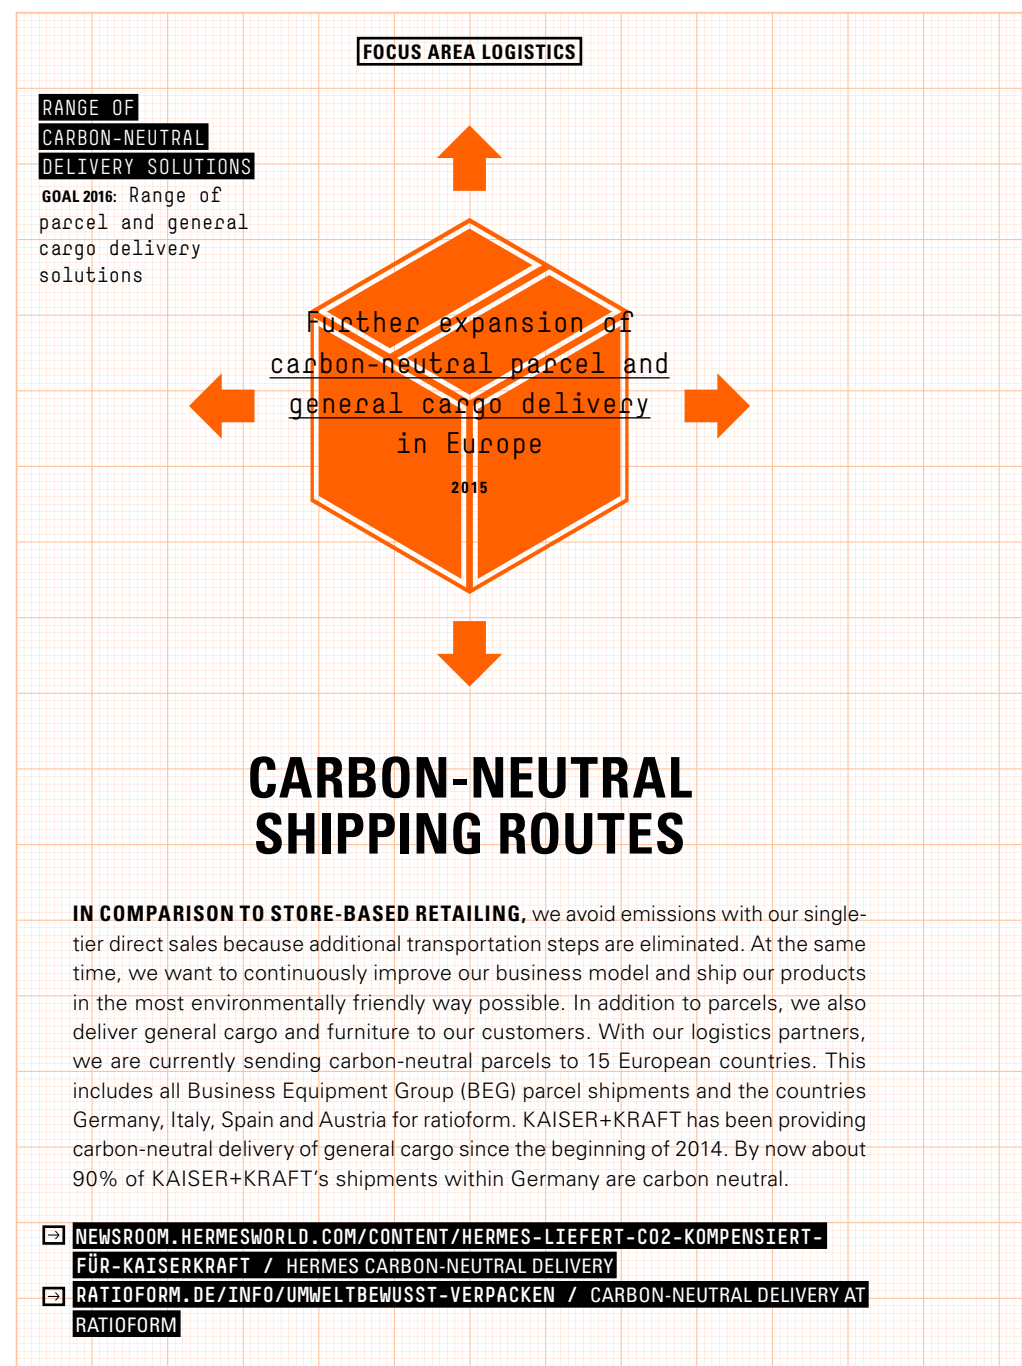 FOCUS AREA LOGISTICS
RANGE OF
CARBON-NEUTRAL
DELIVERY SOLUTIONS
GOAL 2016: Range of
parcel and general
cargo delivery
solutions
Further expansion of
carbon-neutral parcel and
general cargo delivery
in Europe
2015
CARBON-NEUTRAL
SHIPPING ROUTES
IN COMPARISON TO STORE-BASED RETAILING, we avoid emissions with our single-
tier direct sales because additional transportation steps are eliminated. At the same
time, we want to continuously improve our business model and ship our products
in the most environmentally friendly way possible. In addition to parcels, we also
deliver general cargo and furniture to our customers. With our logistics partners,
we are currently sending carbon-neutral parcels to 15 European countries. This
includes all Business Equipment Group (BEG) parcel shipments and the countries
Germany, Italy, Spain and Austria for ratioform. KAISER+KRAFT has been providing
carbon-neutral delivery of general cargo since the beginning of 2014. By now about
90% of KAISER+KRAFT's shipments within Germany are carbon neutral.
NEWSROOM.HERMESWORLD.COM/CONTENT/HERMES-LIEFERT-CO2-KOMPENSIERT-
FÜR-KAISERKRAFT / HERMES CARBON-NEUTRAL DELIVERY
RATIOFORM.DE/INFO/UMWELTBEWUSST-VERPACKEN / CARBON-NEUTRAL DELIVERY AT
RATIOFORM